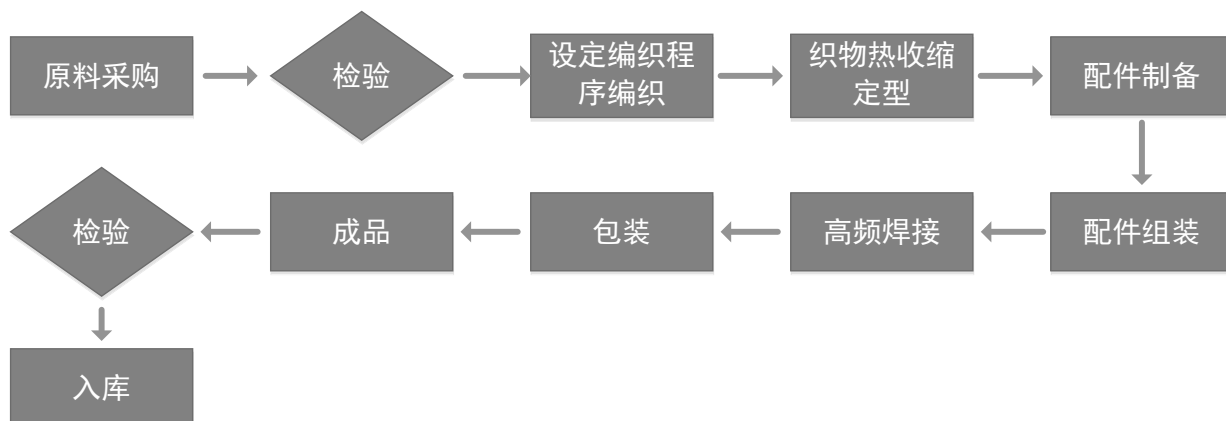 原料采购
检验
设定编织程
序编织
织物热收缩
定型
配件制备
配件组装
高频焊接
包装
成品
检验
入库